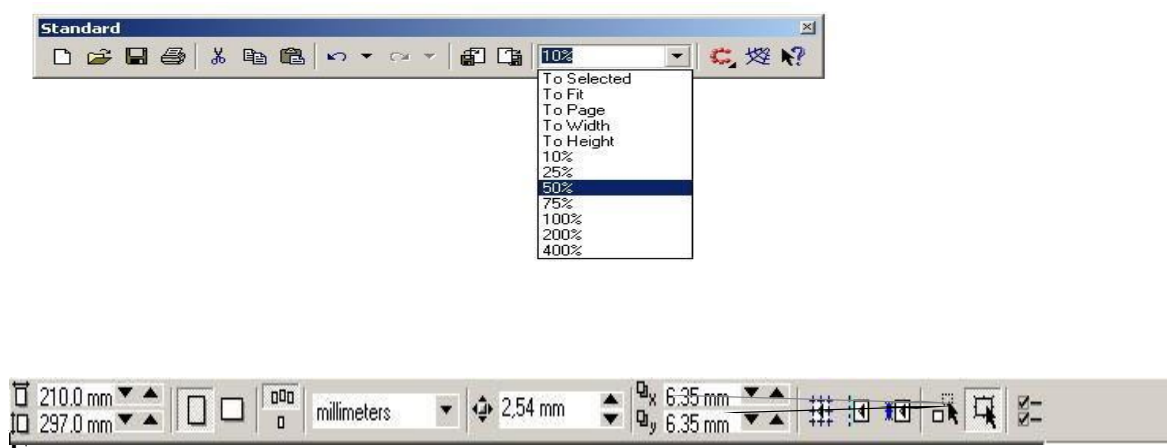 Standard
10%
To Selected
To Fit
To Page
To Width
To Height
10%
25%
50%
75%
100%
200%
400%
210.0 mm
297.0 mm
millimeters
2,54 mm
x 6.35 mm
y 6.35 mm